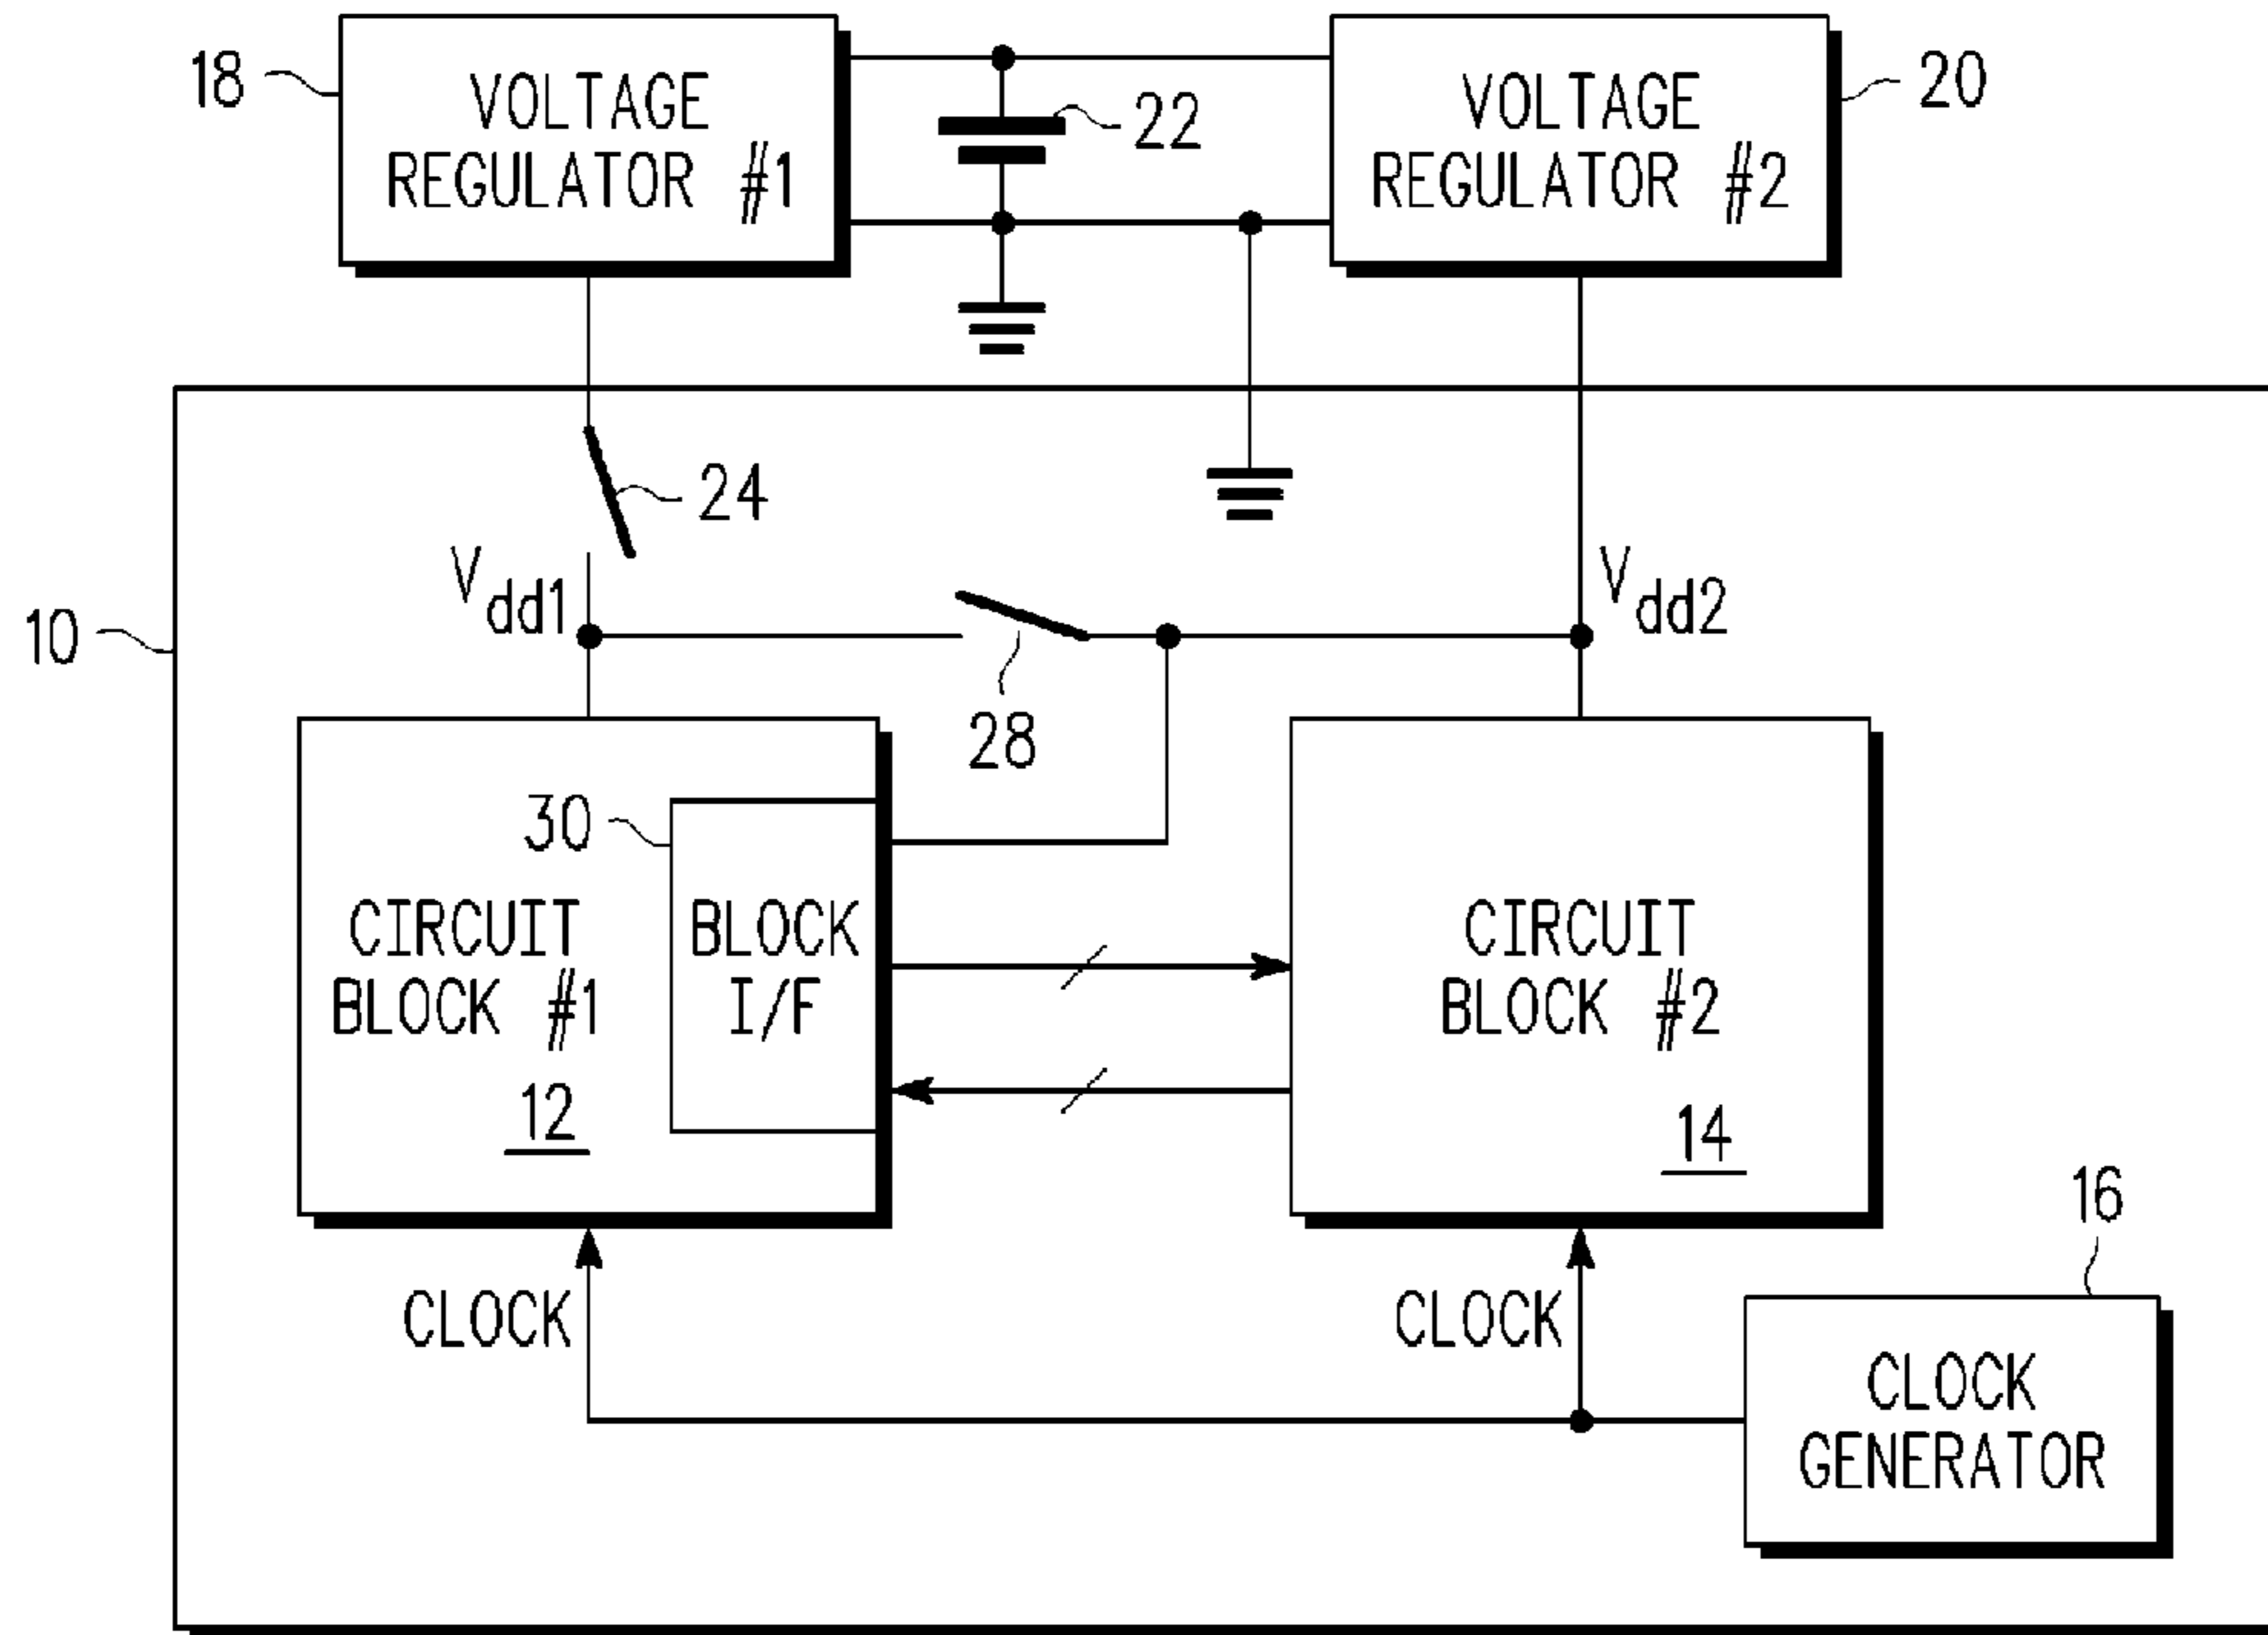 18
VOLTAGE
REGULATOR #1
22
VOLTAGE
REGULATOR #2
20
24
Vdd1
Vdd2
10
28
30
CIRCUIT
BLOCK #1
12
BLOCK
I/F
CIRCUIT
BLOCK #2
14
16
CLOCK
CLOCK
CLOCK
GENERATOR